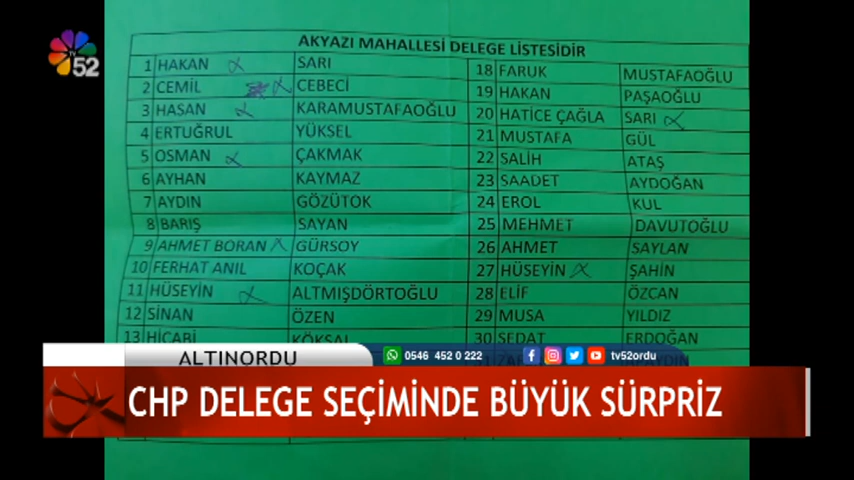 TV
52
AKYAZI MAHALLESİ DELEGE LİSTESİDİR
1 HAKAN SARI
2 CEMİL CEBECİ
3 HASAN KARAMUSTAFAOĞLU
4 ERTUĞRUL YÜKSEL
5 OSMAN ÇAKMAK
6 AYHAN KAYMAZ
7 AYDIN GÖZÜTOK
8 BARIŞ SAYAN
9 AHMET BORAN GÜRSOY
10 FERHAT ANIL KOÇAK
11 HÜSEYİN ALTMIŞDÖRTOĞLU
12 SİNAN ÖZEN
13 HİCABİ KÖKSAL
18 FARUK MUSTAFAOĞLU
19 HAKAN PAŞAOĞLU
20 HATİCE ÇAĞLA SARI
21 MUSTAFA GÜL
22 SALİH ATAŞ
23 SAADET AYDOĞAN
24 EROL KUL
25 MEHMET DAVUTOĞLU
26 AHMET SAYLAN
27 HÜSEYİN ŞAHİN
28 ELİF ÖZCAN
29 MUSA YILDIZ
30 SEDAT ERDOĞAN
ALTINORDU
0546 452 0 222
tv52ordu
CHP DELEGE SEÇİMİNDE BÜYÜK SÜRPRİZ